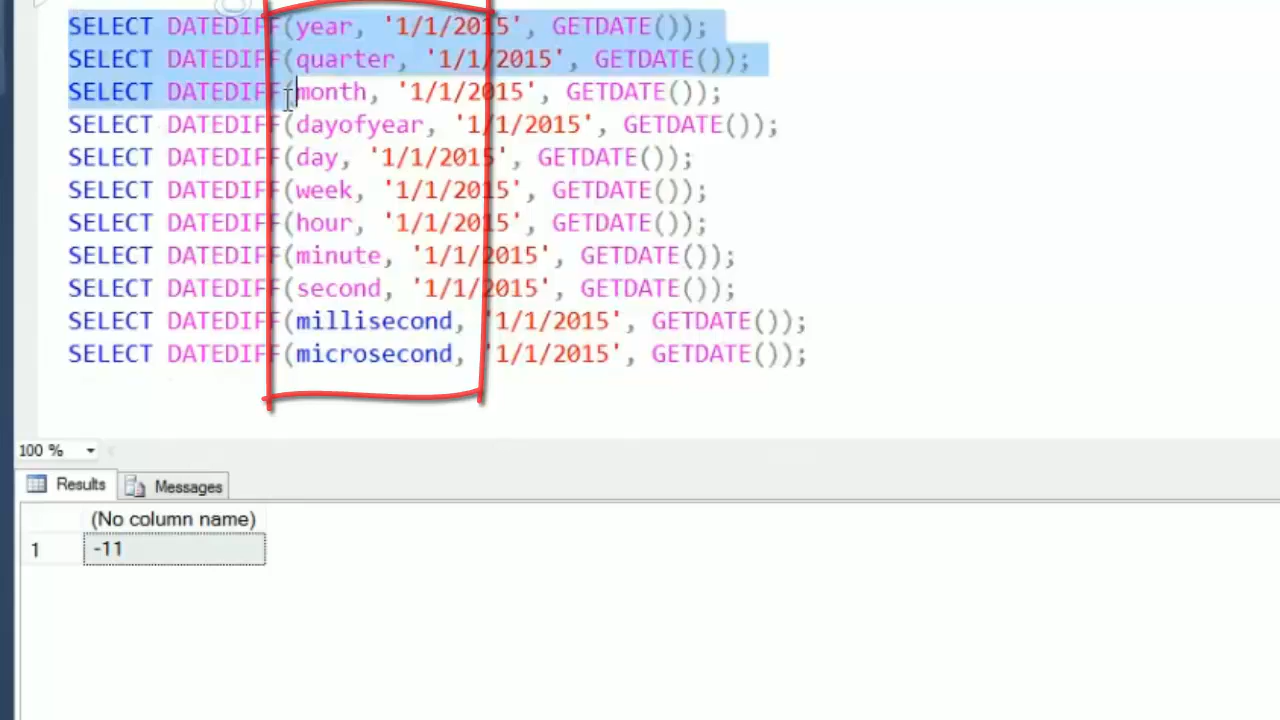 SELECT DATEDIFF(year, '1/1/2015', GETDATE());
SELECT DATEDIFF(quarter, '1/1/2015', GETDATE());
SELECT DATEDIFF(month, '1/1/2015', GETDATE());
SELECT DATEDIFF(dayofyear, '1/1/2015', GETDATE());
SELECT DATEDIFF(day, '1/1/2015', GETDATE());
SELECT DATEDIFF(week, '1/1/2015', GETDATE());
SELECT DATEDIFF(hour, '1/1/2015', GETDATE());
SELECT DATEDIFF(minute, '1/1/2015', GETDATE());
SELECT DATEDIFF(second, '1/1/2015', GETDATE());
SELECT DATEDIFF(millisecond, '1/1/2015', GETDATE());
SELECT DATEDIFF(microsecond, '1/1/2015', GETDATE());
100 %
Results Messages
(No column name)
1 -11